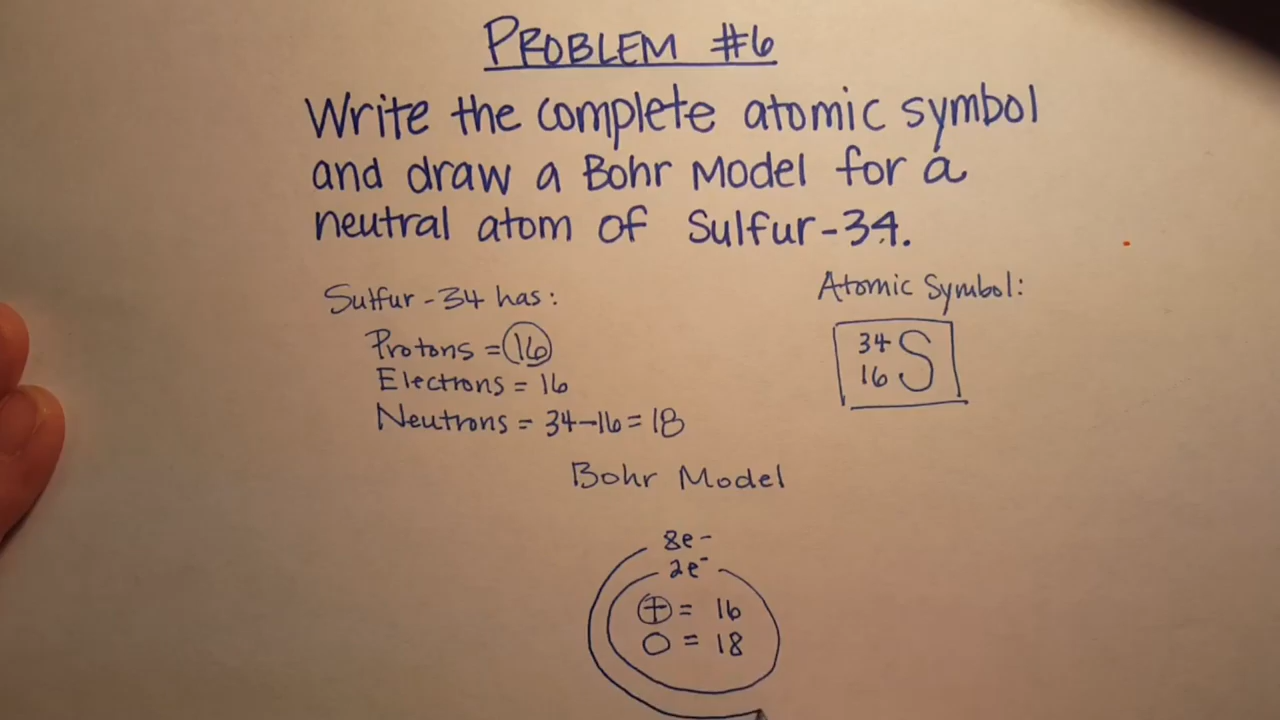 PROBLEM #6
Write the complete atomic symbol
and draw a Bohr Model for a
neutral atom of Sulfur-34.
Sulfur-34 has:
Protons = 16
Electrons = 16
Neutrons = 34-16 = 18
Atomic Symbol:
34
16 S
Bohr Model
8e-
2e-
+ = 16
O = 18